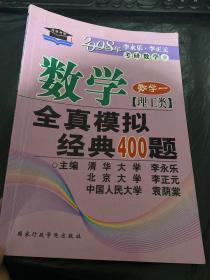 2008年 李永乐·李正元
考研数学
数学
数学一
【理工类】
全真模拟
经典400题
主编 清华大学 李永乐
北京大学 李正元
中国人民大学 袁荫棠
国家行政学院出版社